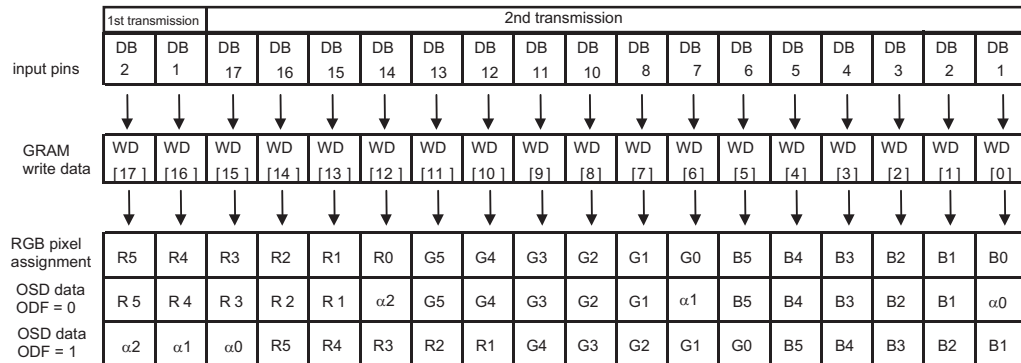 1st transmission 2nd transmission
input pins DB 2 DB 1 DB 17 DB 16 DB 15 DB 14 DB 13 DB 12 DB 11 DB 10 DB 8 DB 7 DB 6 DB 5 DB 4 DB 3 DB 2 DB 1
GRAM write data WD [17] WD [16] WD [15] WD [14] WD [13] WD [12] WD [11] WD [10] WD [9] WD [8] WD [7] WD [6] WD [5] WD [4] WD [3] WD [2] WD [1] WD [0]
RGB pixel assignment R5 R4 R3 R2 R1 R0 G5 G4 G3 G2 G1 G0 B5 B4 B3 B2 B1 B0
OSD data ODF = 0 R 5 R 4 R 3 R 2 R 1 α2 G5 G4 G3 G2 G1 α1 B5 B4 B3 B2 B1 α0
OSD data ODF = 1 α2 α1 α0 R5 R4 R3 R2 R1 G4 G3 G2 G1 G0 B5 B4 B3 B2 B1